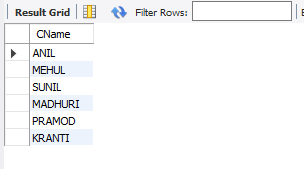 Result Grid Filter Rows:
CName
ANIL
MEHUL
SUNIL
MADHURI
PRAMOD
KRANTI